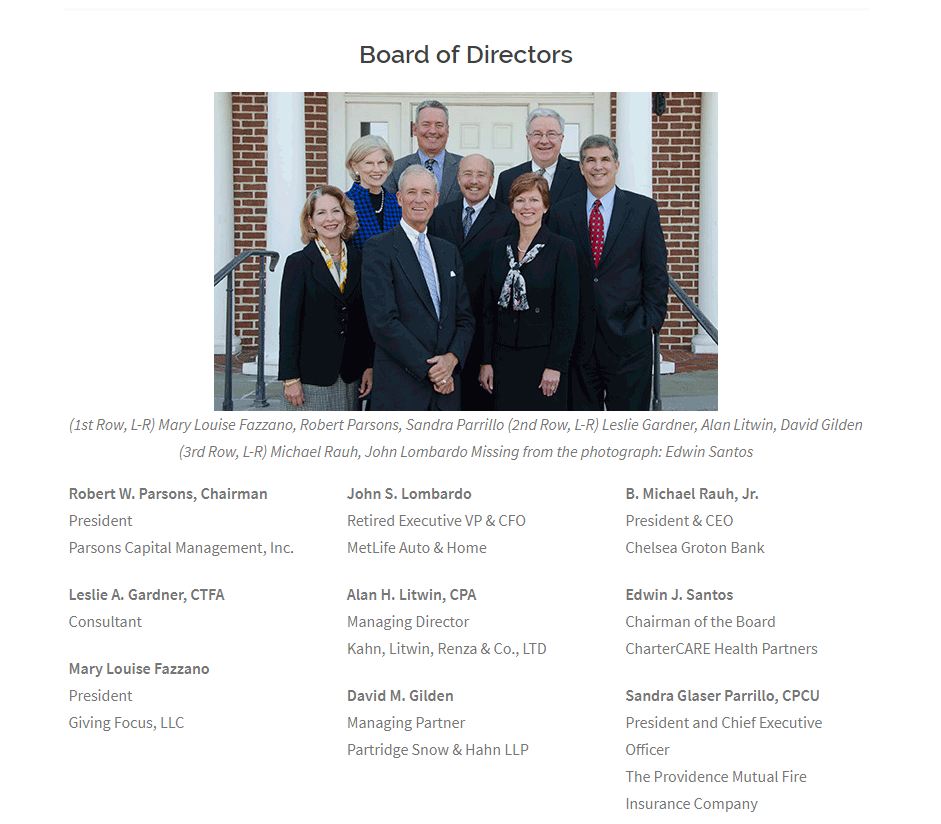 Board of Directors
(1st Row, L-R) Mary Louise Fazzano, Robert Parsons, Sandra Parrillo (2nd Row, L-R) Leslie Gardner, Alan Litwin, David Gilden
(3rd Row, L-R) Michael Rauh, John Lombardo Missing from the photograph: Edwin Santos
Robert W. Parsons, Chairman
President
Parsons Capital Management, Inc.
Leslie A. Gardner, CTFA
Consultant
Mary Louise Fazzano
President
Giving Focus, LLC
John S. Lombardo
Retired Executive VP & CFO
MetLife Auto & Home
Alan H. Litwin, CPA
Managing Director
Kahn, Litwin, Renza & Co., LTD
David M. Gilden
Managing Partner
Partridge Snow & Hahn LLP
B. Michael Rauh, Jr.
President & CEO
Chelsea Groton Bank
Edwin J. Santos
Chairman of the Board
CharterCARE Health Partners
Sandra Glaser Parrillo, CPCU
President and Chief Executive
Officer
The Providence Mutual Fire
Insurance Company